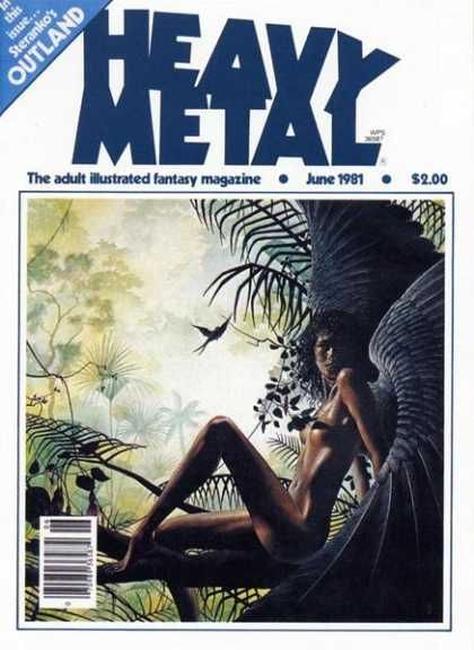 In
this
issue...
Steranko's
OUTLAND
HEAVY
METAL
The adult illustrated fantasy magazine • June 1981 • $2.00